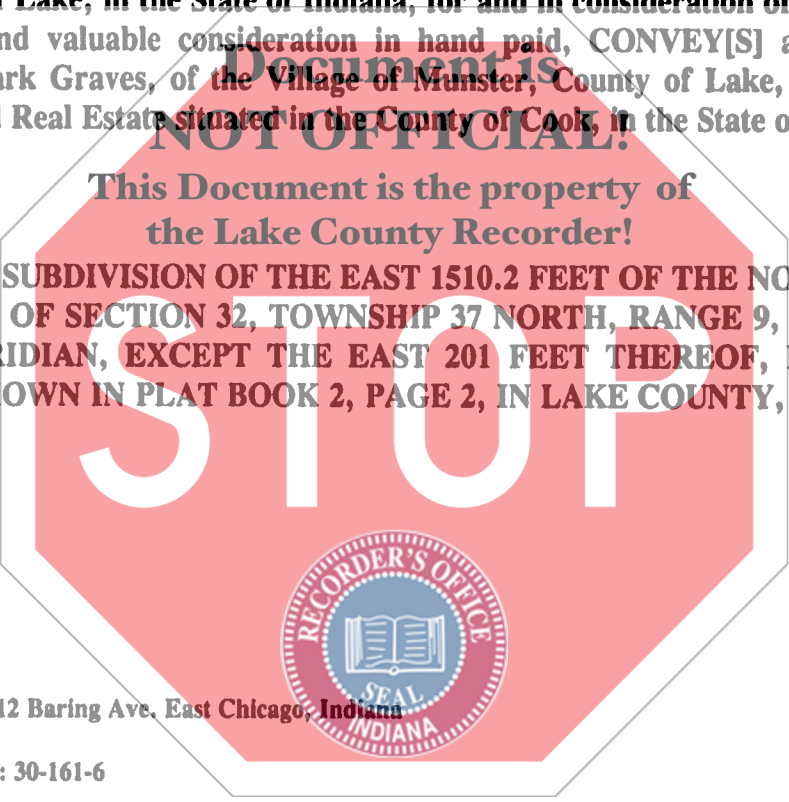 Lake, in the State of Indiana, for and in consideration of
nd valuable consideration in hand paid, CONVEY[S] a
Document is
ark Graves, of the Village of Munster, County of Lake,
Real Estate situated in the County of Cook, in the State o
NOT OFFICIAL!
This Document is the property of
the Lake County Recorder!
SUBDIVISION OF THE EAST 1510.2 FEET OF THE NO
OF SECTION 32, TOWNSHIP 37 NORTH, RANGE 9,
RIDIAN, EXCEPT THE EAST 201 FEET THEREOF,
OWN IN PLAT BOOK 2, PAGE 2, IN LAKE COUNTY,
STOP
RECORDER'S OFFICE
SEAL
INDIANA
12 Baring Ave. East Chicago, Indiana
: 30-161-6